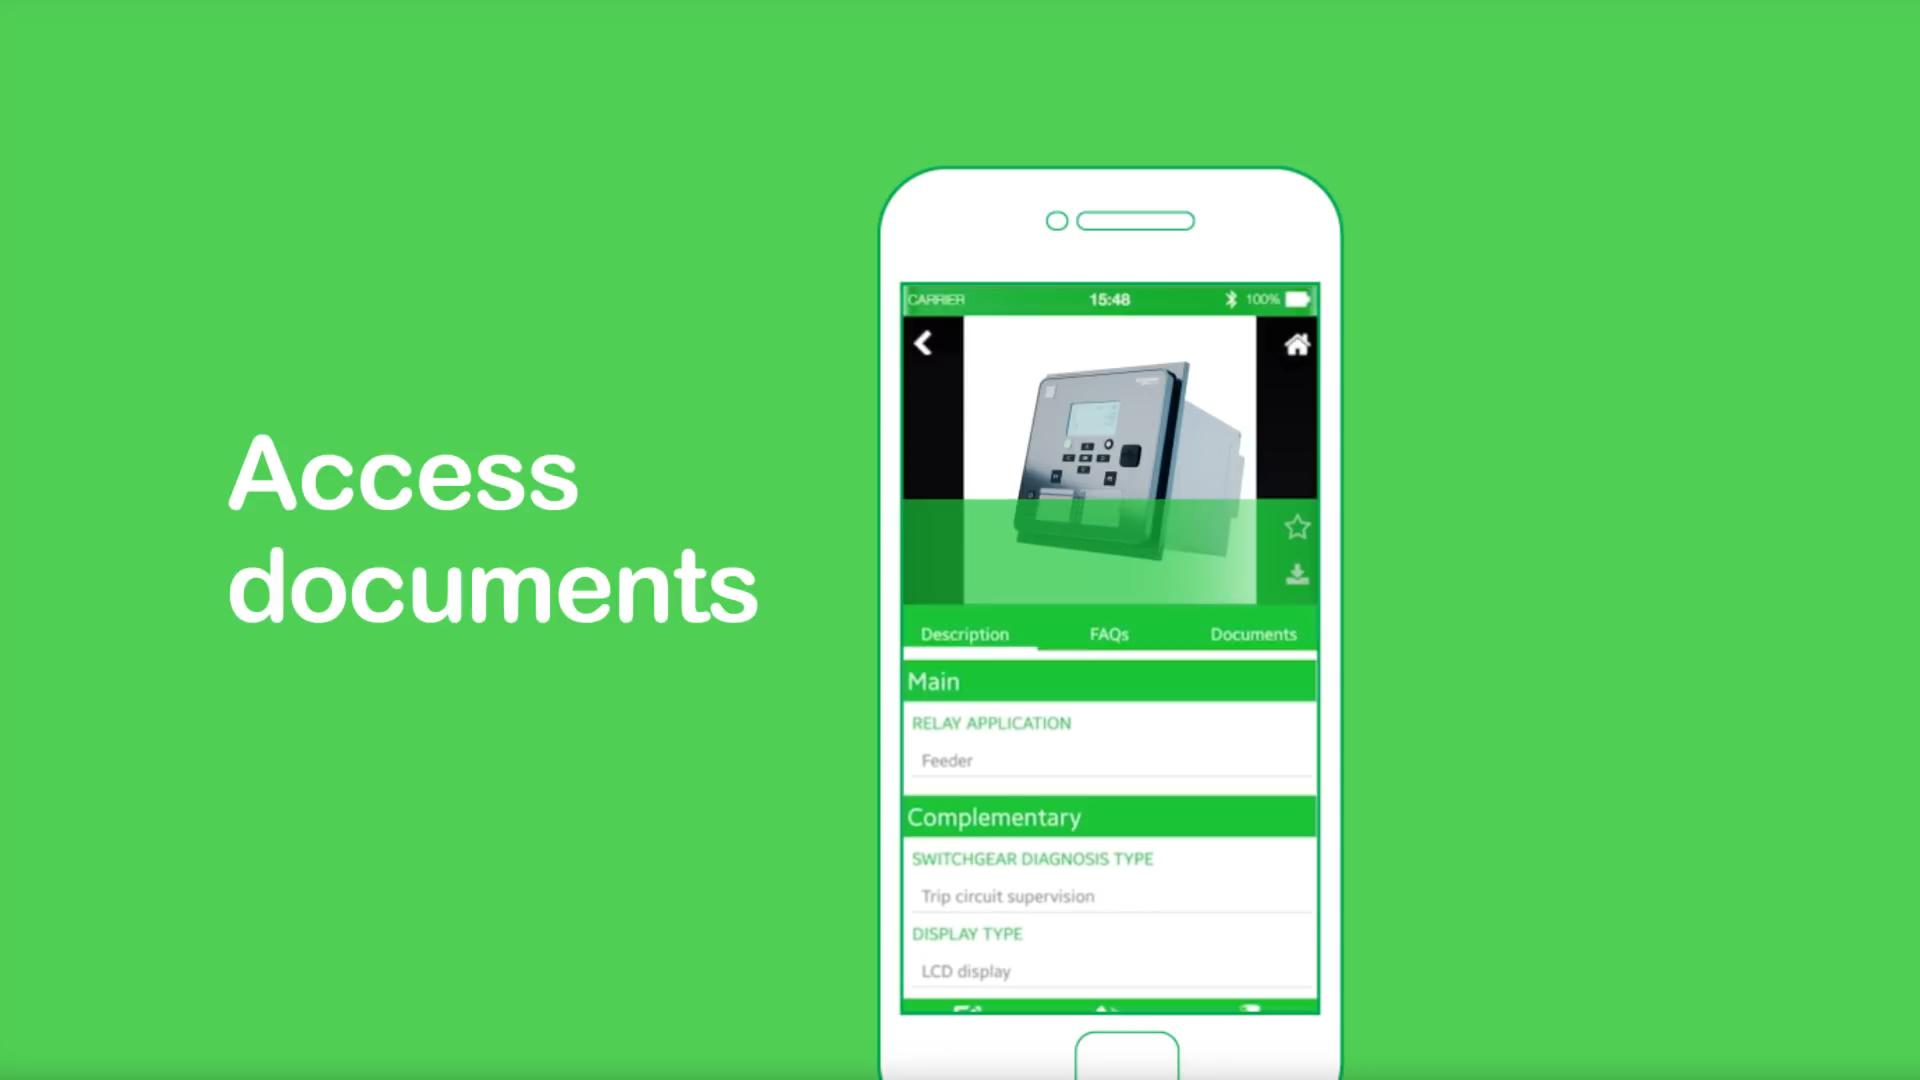 Access
documents
CARRIER 15:48 100%
Description FAQs Documents
Main
RELAY APPLICATION
Feeder
Complementary
SWITCHGEAR DIAGNOSIS TYPE
Trip circuit supervision
DISPLAY TYPE
LCD display